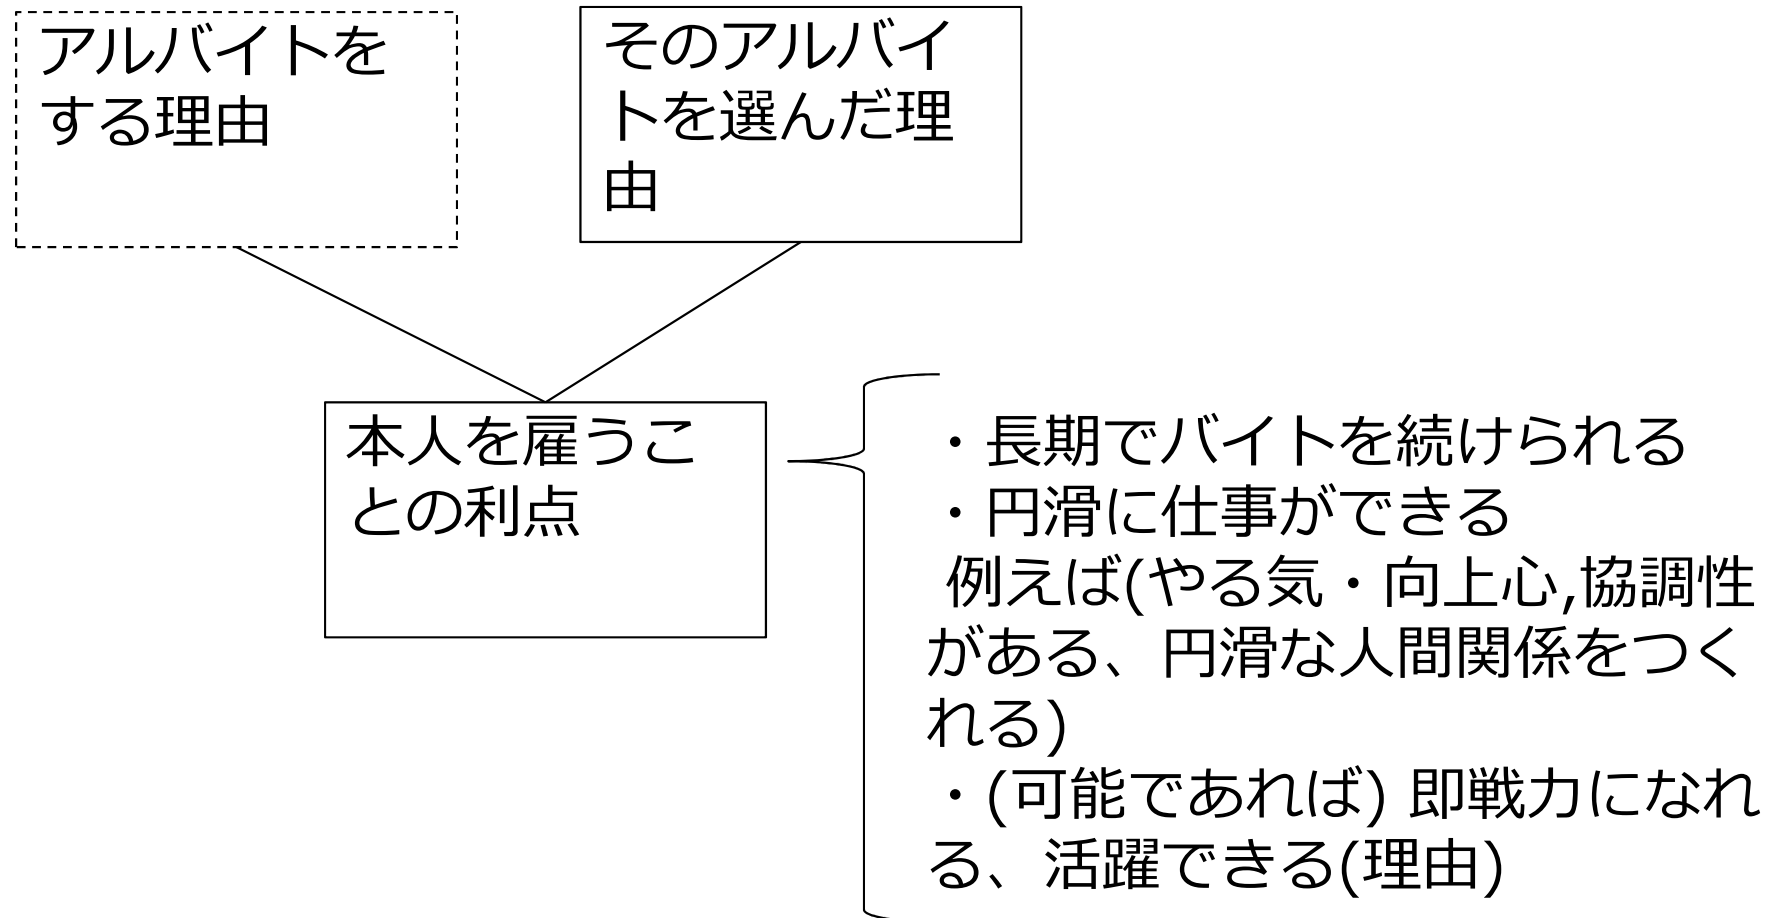 アルバイトを
する理由
そのアルバイ
トを選んだ理
由
本人を雇うこ
との利点
・長期でバイトを続けられる
・円滑に仕事ができる
例えば(やる気・向上心,協調性
がある、円滑な人間関係をつく
れる)
・(可能であれば) 即戦力になれ
る、活躍できる(理由)